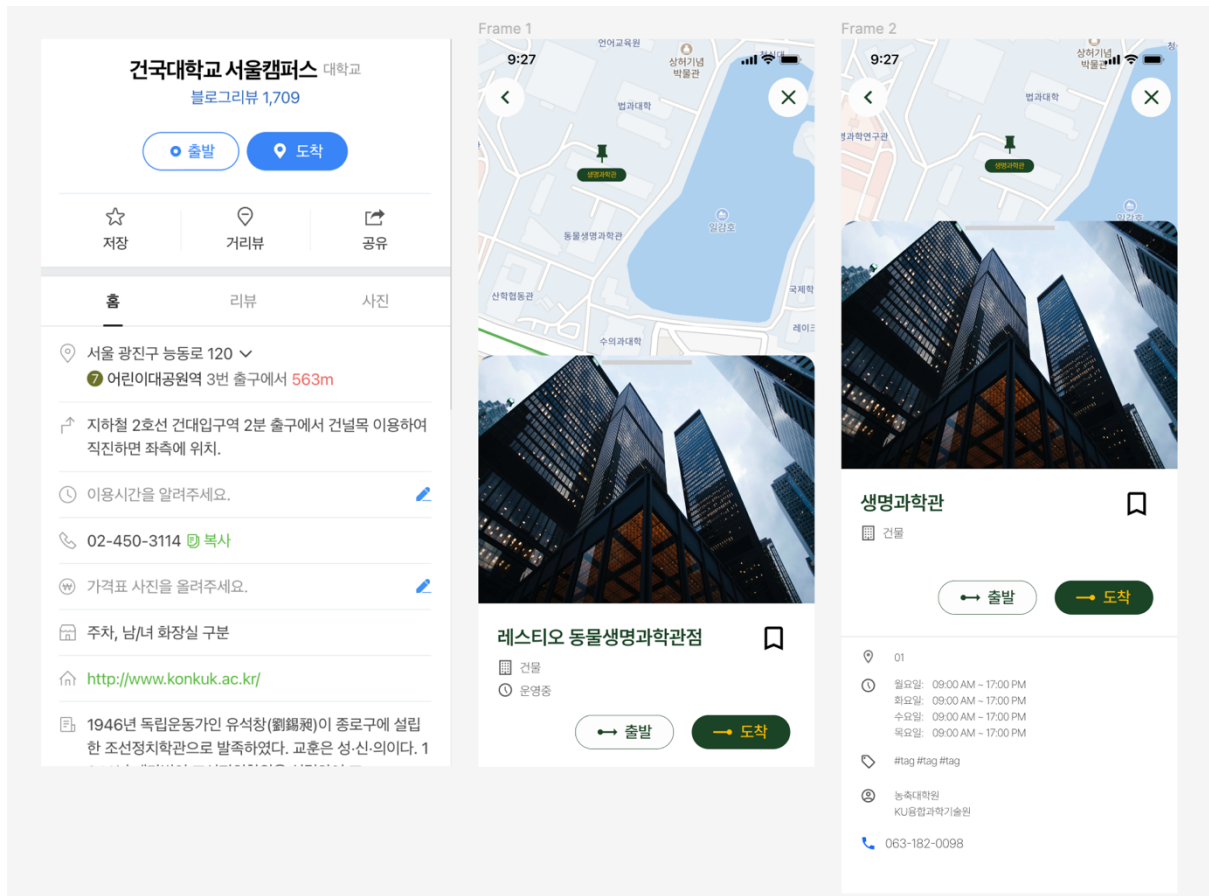 건국대학교 서울캠퍼스 대학교
블로그리뷰 1,709
출발
도착
저장
거리뷰
공유
홈
리뷰
사진
서울 광진구 능동로 120
7 어린이대공원역 3번 출구에서 563m
지하철 2호선 건대입구역 2분 출구에서 건널목 이용하여
직진하면 좌측에 위치.
이용시간을 알려주세요.
02-450-3114 복사
가격표 사진을 올려주세요.
주차, 남/녀 화장실 구분
http://www.konkuk.ac.kr/
1946년 독립운동가인 유석창(劉錫昶)이 종로구에 설립
한 조선정치학관으로 발족하였다. 교훈은 성·신·의이다. 1
Frame 1
언어교육원
9:27
상허기념
박물관
법과대학
생명과학관
일감호
동물생명과학관
산학협동관
국제학
레이크
수의과대학
레스티오 동물생명과학관점
건물
운영중
출발
도착
Frame 2
9:27
상허기념
박물관
법과대학
명과학연구관
생명과학관
일감호
생명과학관
건물
출발
도착
01
월요일: 09:00 AM ~ 17:00 PM
화요일: 09:00 AM ~ 17:00 PM
수요일: 09:00 AM ~ 17:00 PM
목요일: 09:00 AM ~ 17:00 PM
#tag #tag #tag
농축대학원
KU융합과학기술원
063-182-0098